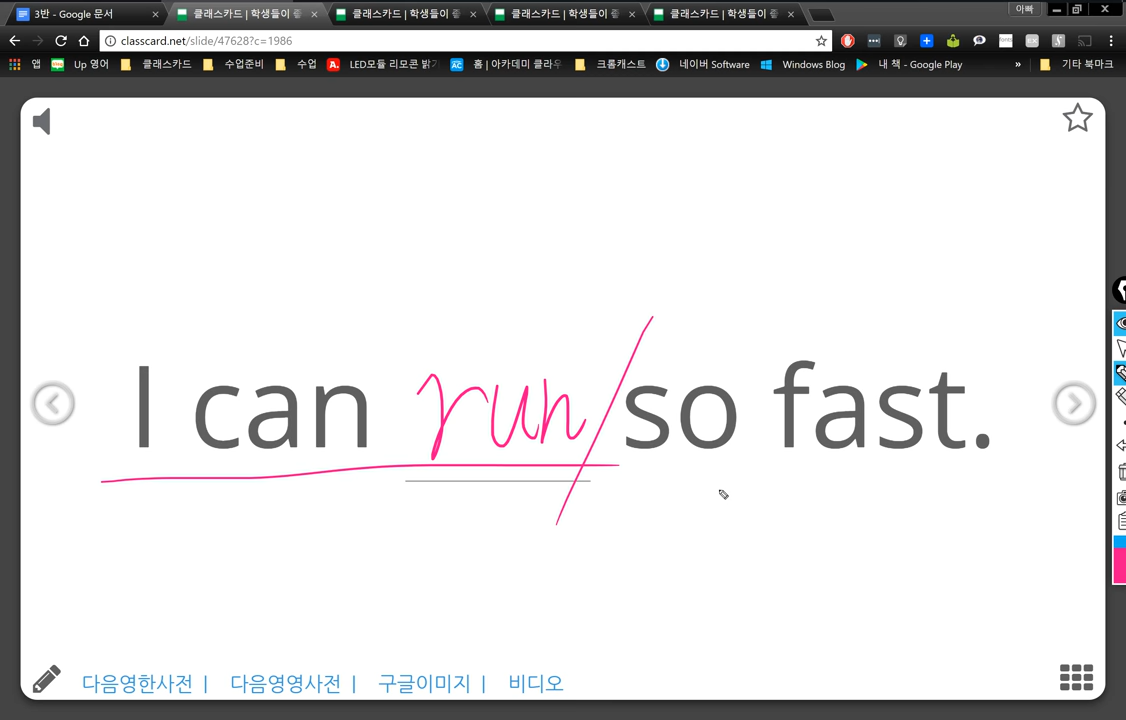 3반 - Google 문서
클래스카드 | 학생들이 좋
클래스카드 | 학생들이 좋
클래스카드 | 학생들이 좋
클래스카드 | 학생들이 좋
아빠
classcard.net/slide/47628?c=1986
앱 Up 영어 클래스카드 수업준비 수업 LED모듈 리모콘 밝기 홈 | 아카데미 클라우 크롬캐스트 네이버 Software Windows Blog 내 책 - Google Play » 기타 북마크
I can run so fast.
다음영한사전 | 다음영영사전 | 구글이미지 | 비디오